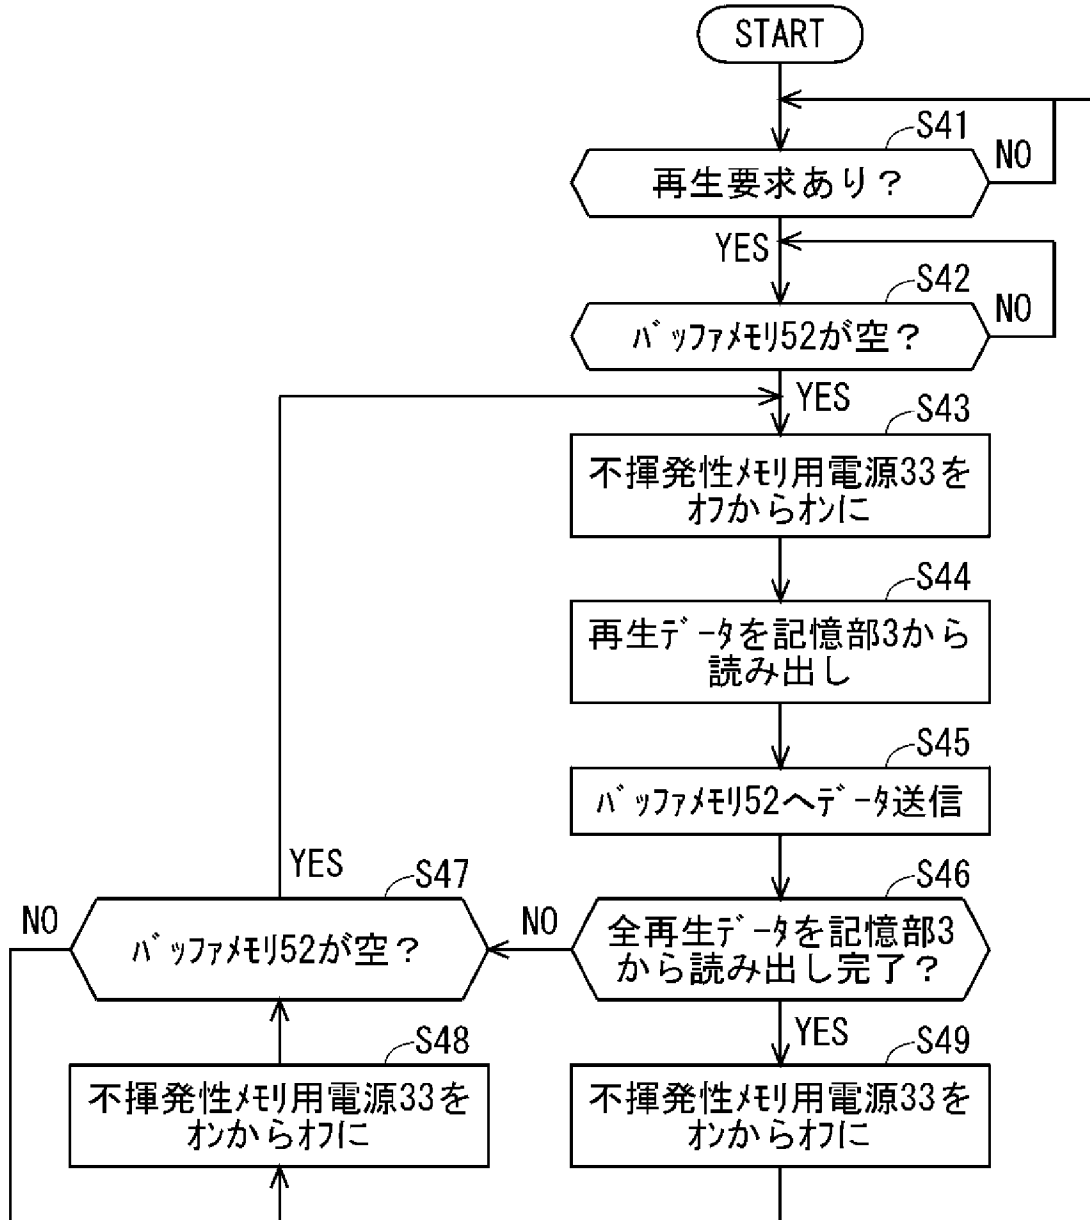 START
S41
再生要求あり？
NO
YES
S42
ﾊﾞｯﾌｧﾒﾓﾘ52が空？
NO
YES
S43
不揮発性ﾒﾓﾘ用電源33を
ｵﾌからｵﾝに
S44
再生ﾃﾞｰﾀを記憶部3から
読み出し
S45
ﾊﾞｯﾌｧﾒﾓﾘ52へﾃﾞｰﾀ送信
S46
全再生ﾃﾞｰﾀを記憶部3
から読み出し完了？
NO
YES
S47
ﾊﾞｯﾌｧﾒﾓﾘ52が空？
YES
NO
S48
不揮発性ﾒﾓﾘ用電源33を
ｵﾝからｵﾌに
S49
不揮発性ﾒﾓﾘ用電源33を
ｵﾝからｵﾌに